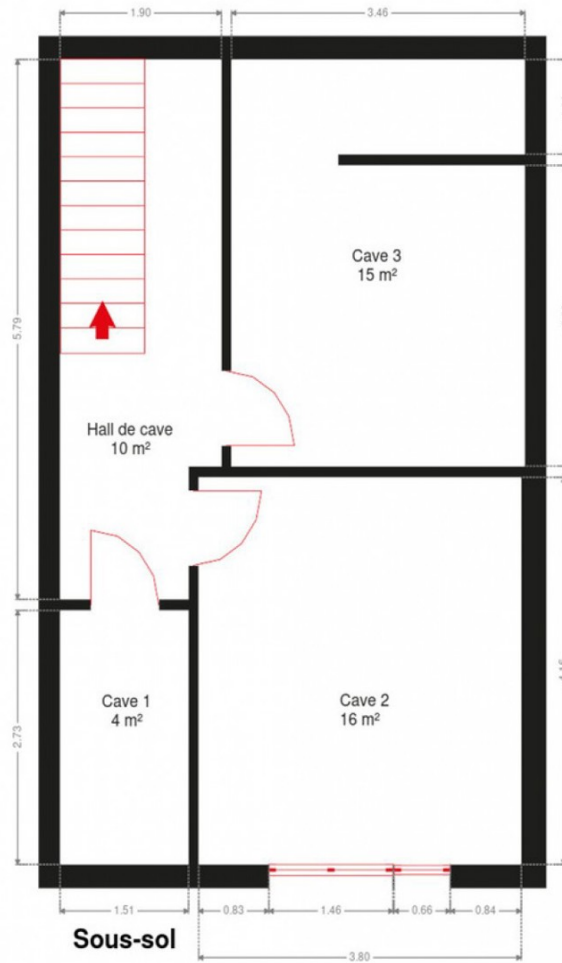 1.90
3.46
Cave 3
15 m²
5.79
Hall de cave
10 m²
Cave 1
4 m²
Cave 2
16 m²
2.73
1.51
0.83
1.46
0.66
0.84
Sous-sol
3.80